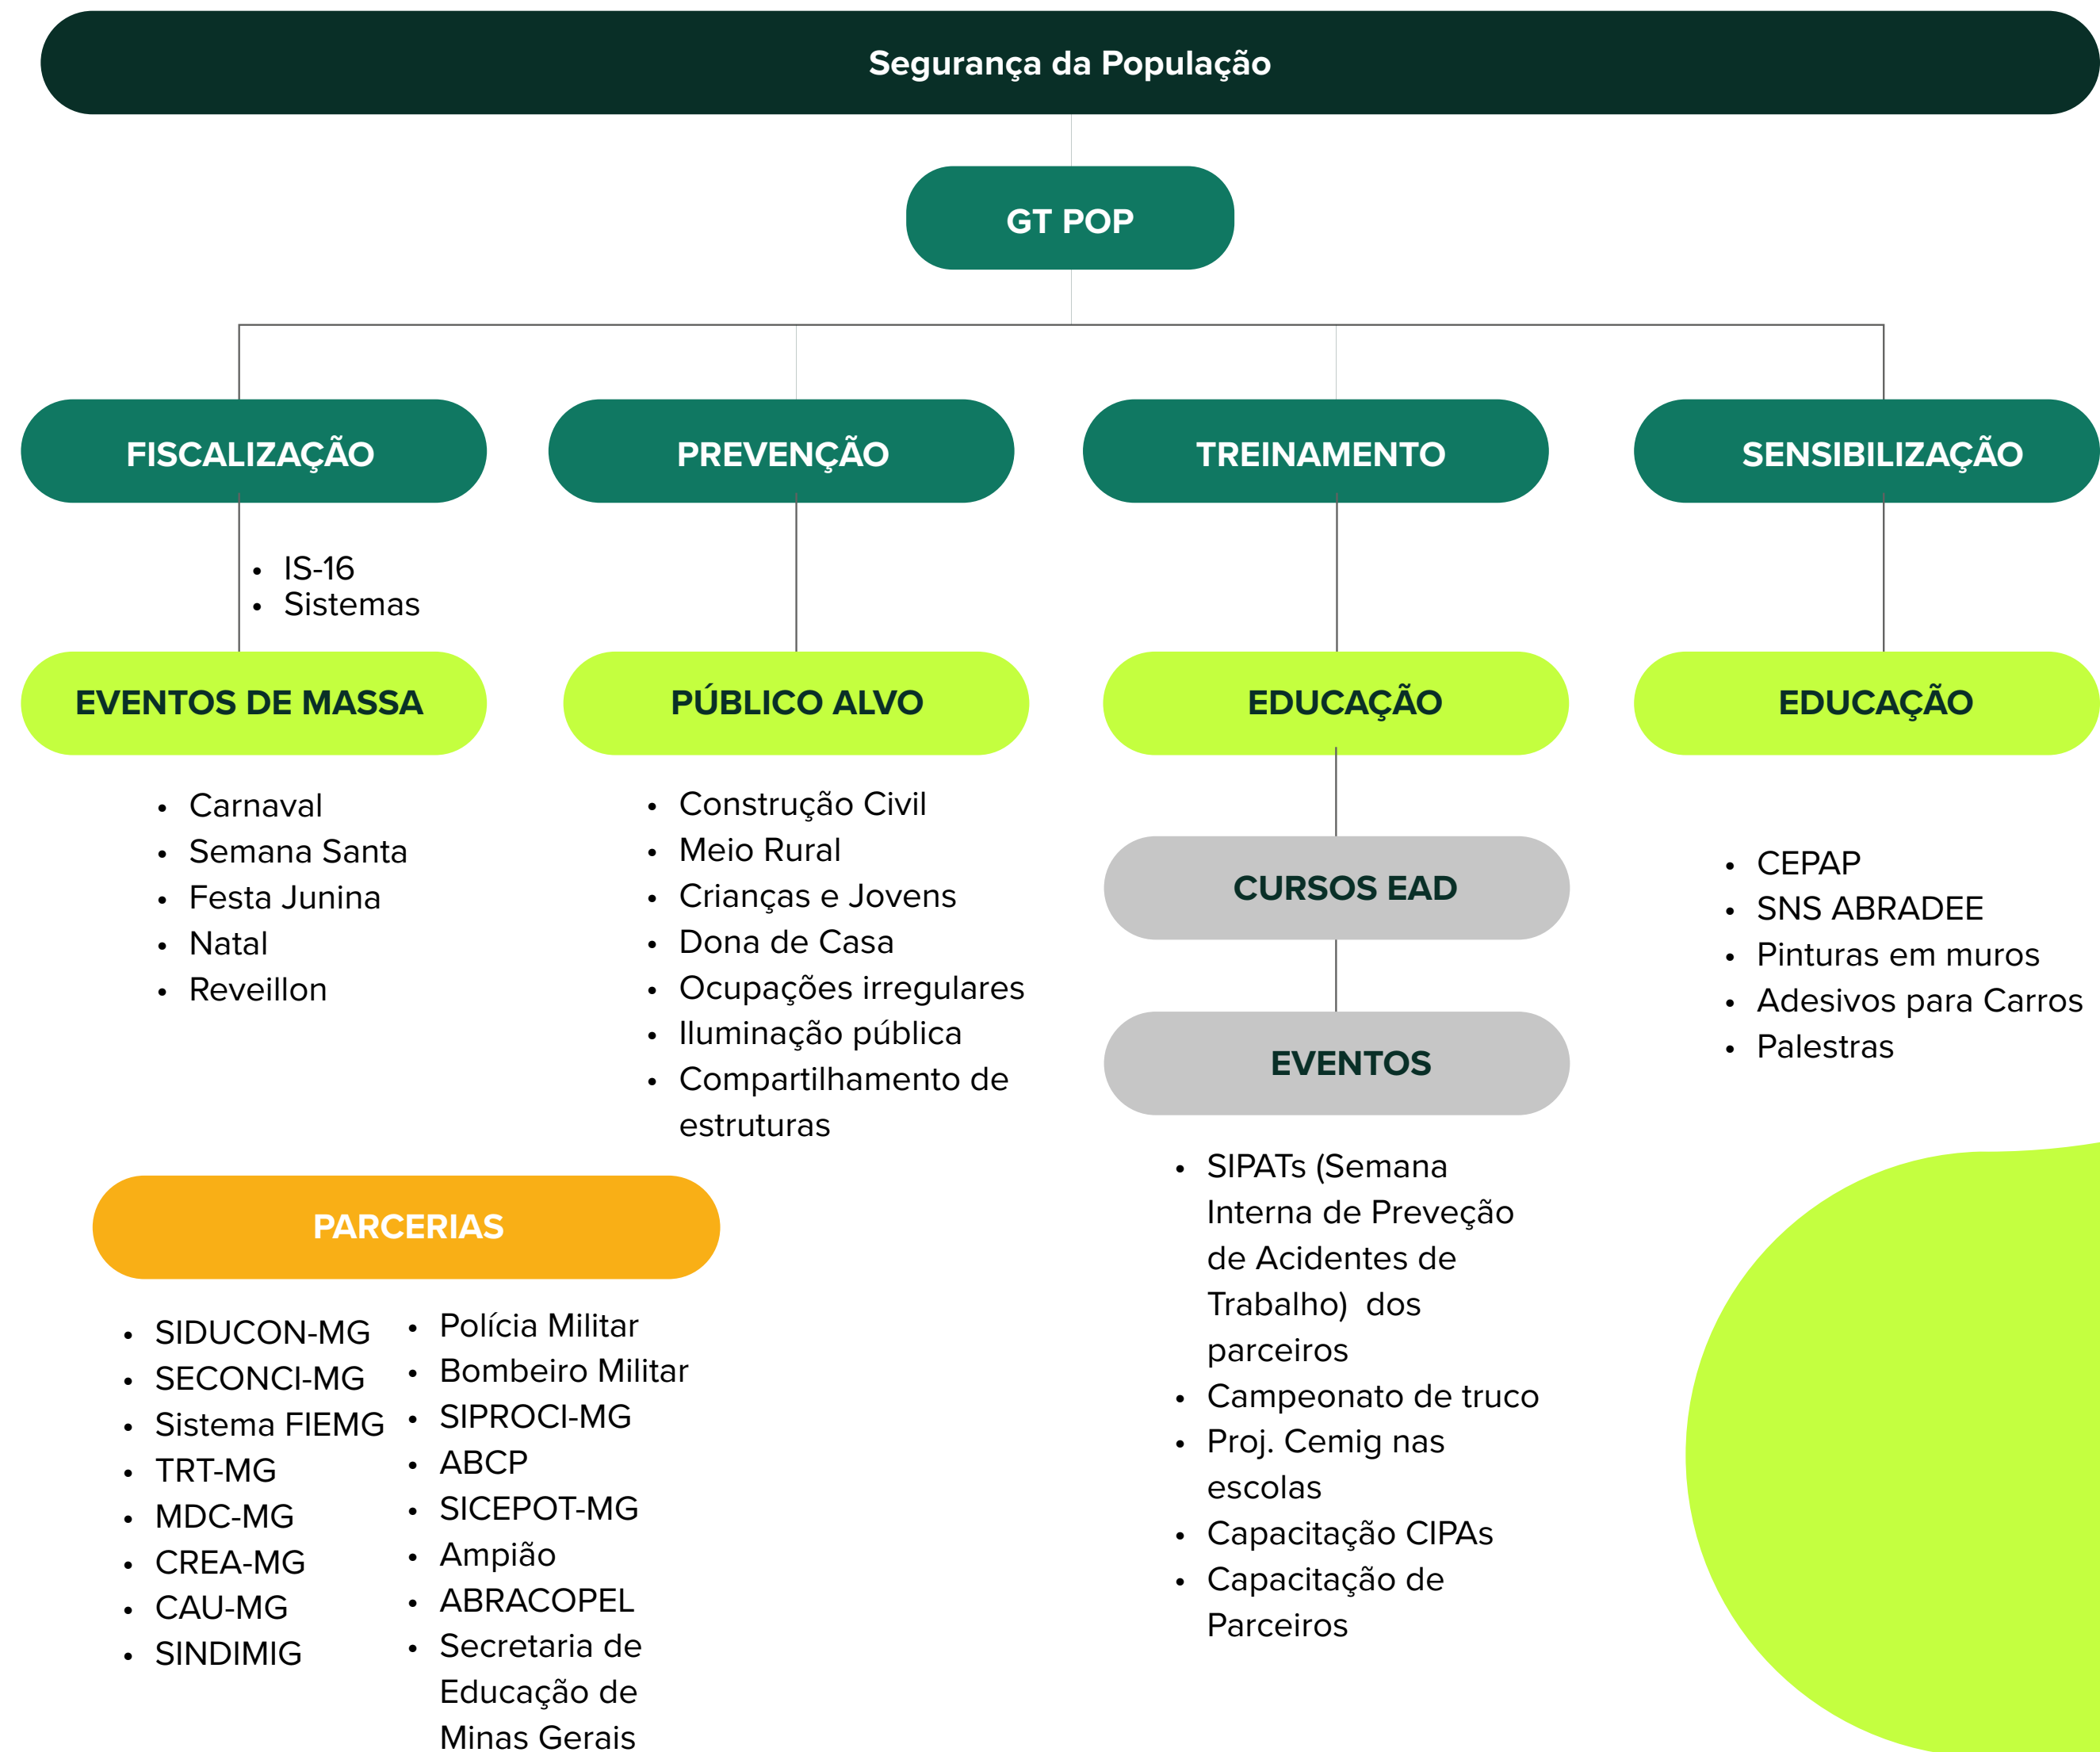 Segurança da População
GT POP
FISCALIZAÇÃO
PREVENÇÃO
TREINAMENTO
SENSIBILIZAÇÃO
• IS-16
• Sistemas
EVENTOS DE MASSA
PÚBLICO ALVO
EDUCAÇÃO
EDUCAÇÃO
• Carnaval
• Semana Santa
• Festa Junina
• Natal
• Reveillon
• Construção Civil
• Meio Rural
• Crianças e Jovens
• Dona de Casa
• Ocupações irregulares
• Iluminação pública
• Compartilhamento de
estruturas
CURSOS EAD
EVENTOS
• SIPATs (Semana
Interna de Preveção
de Acidentes de
Trabalho) dos
parceiros
• Campeonato de truco
• Proj. Cemig nas
escolas
• Capacitação CIPAs
• Capacitação de
Parceiros
• CEPAP
• SNS ABRADEE
• Pinturas em muros
• Adesivos para Carros
• Palestras
PARCERIAS
• SIDUCON-MG
• SECONCI-MG
• Sistema FIEMG
• TRT-MG
• MDC-MG
• CREA-MG
• CAU-MG
• SINDIMIG
• Polícia Militar
• Bombeiro Militar
• SIPROCI-MG
• ABCP
• SICEPOT-MG
• Ampião
• ABRACOPEL
• Secretaria de
Educação de
Minas Gerais